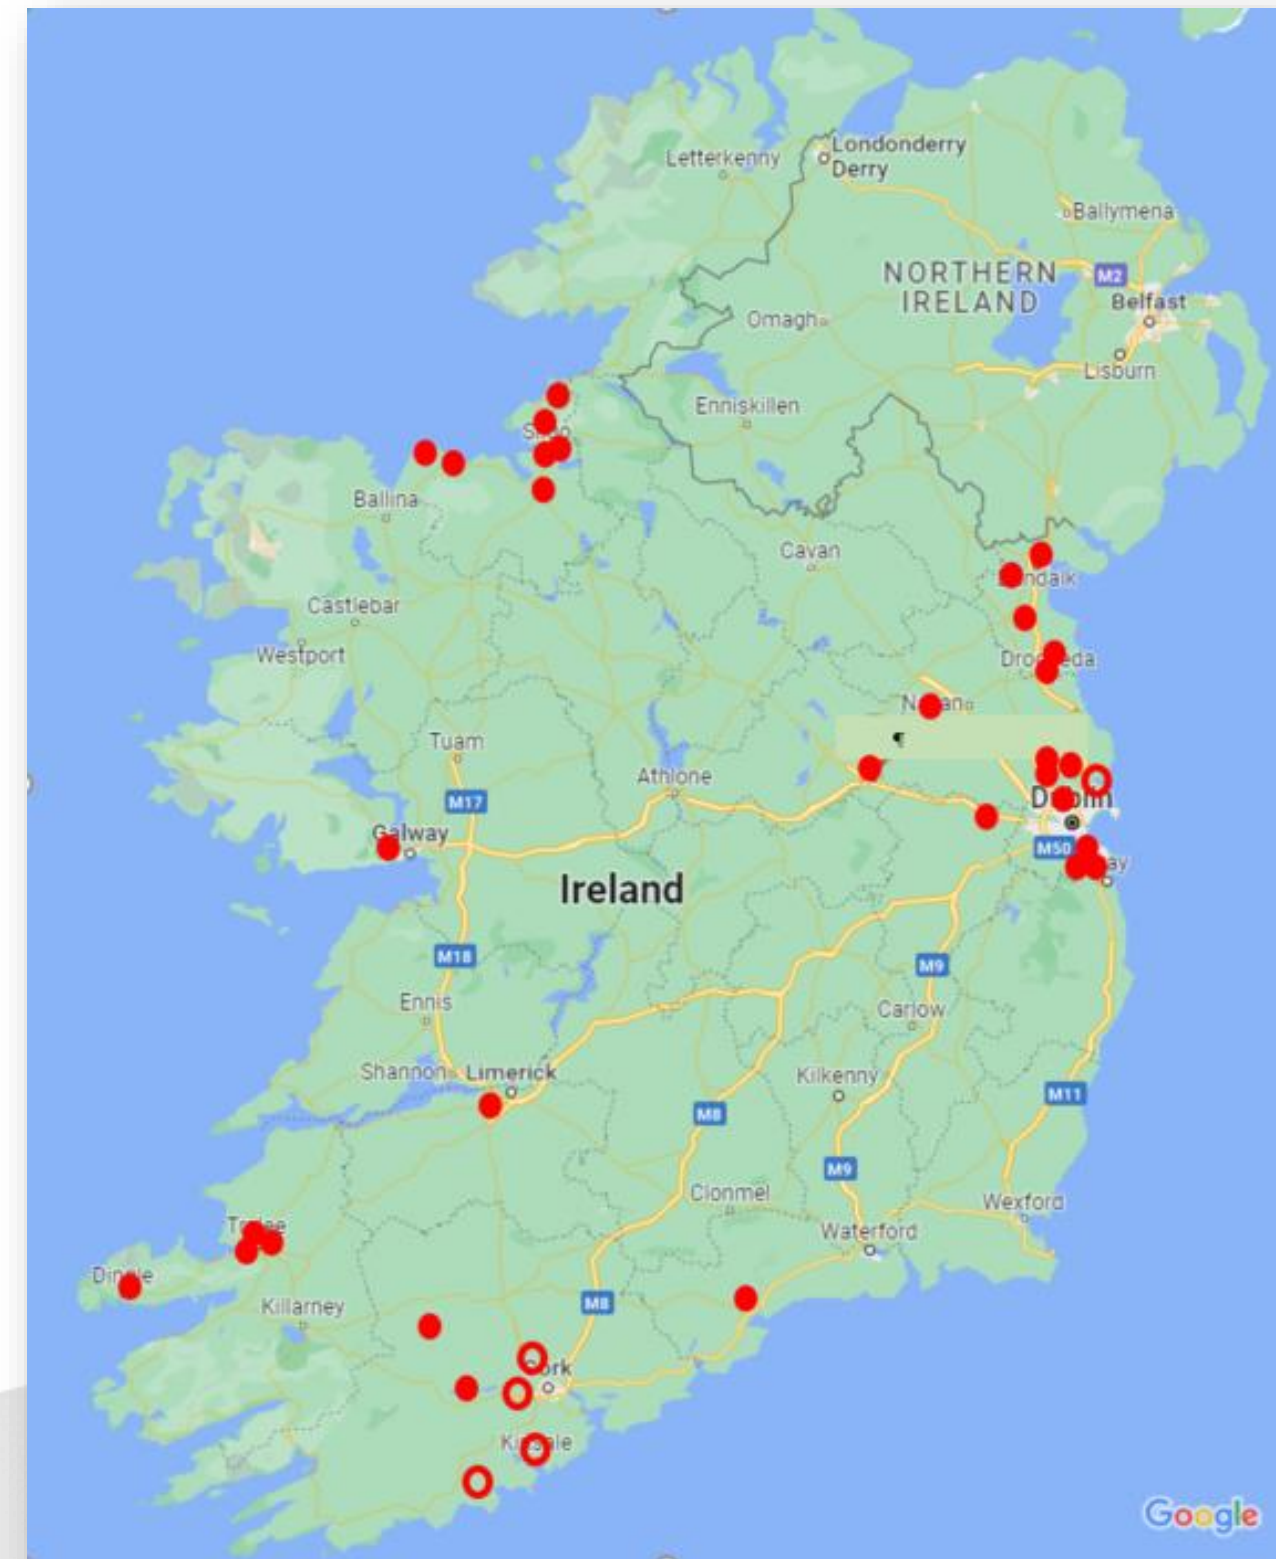 Londonderry
Derry
Letterkenny
Ballymena
NORTHERN
IRELAND
M2
Belfast
Omagh
Lisburn
Enniskillen
Ballina
Cavan
Castlebar
Westport
Tuam
¶
Athlone
M17
Galway
M50
Ireland
M18
M9
Ennis
Carlow
Shannon
Limerick
Kilkenny
M11
M8
M9
Clonmel
Wexford
Waterford
Killarney
M8
Google